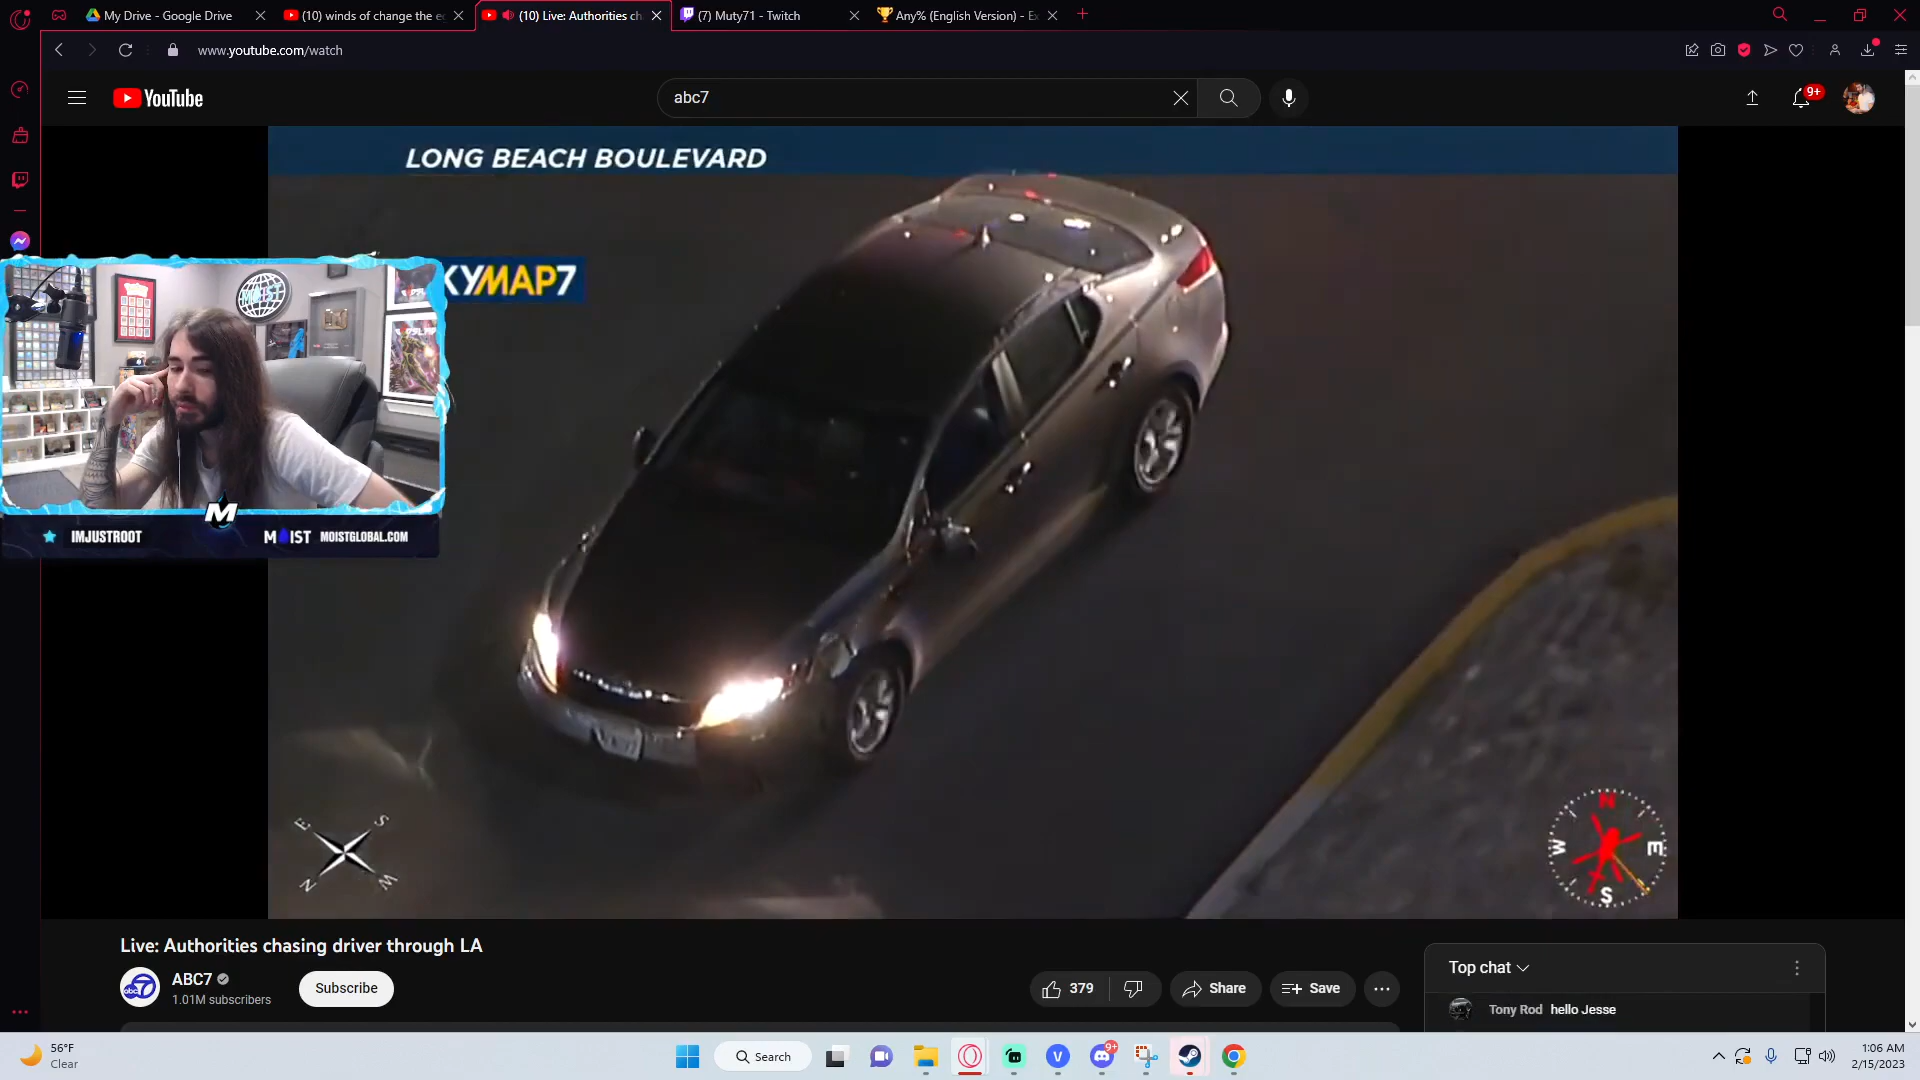 My Drive - Google Drive
(10) winds of change the e
(10) Live: Authorities ch
(7) Muty71 - Twitch
Any% (English Version) - E
www.youtube.com/watch
YouTube
abc7
9+
LONG BEACH BOULEVARD
KYMAP7
MOIST
M
IMJUSTROOT
MOIST MOISTGLOBAL.COM
E S
N W
N
W E
S
Live: Authorities chasing driver through LA
ABC7
1.01M subscribers
Subscribe
379
Share
Save
Top chat
Tony Rod hello Jesse
56°F
Clear
Search
9+
1:06 AM
2/15/2023